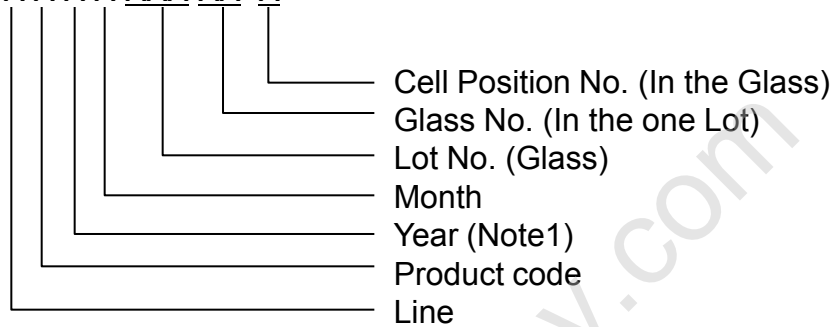 Cell Position No. (In the Glass)
Glass No. (In the one Lot)
Lot No. (Glass)
Month
Year (Note1)
Product code
Line